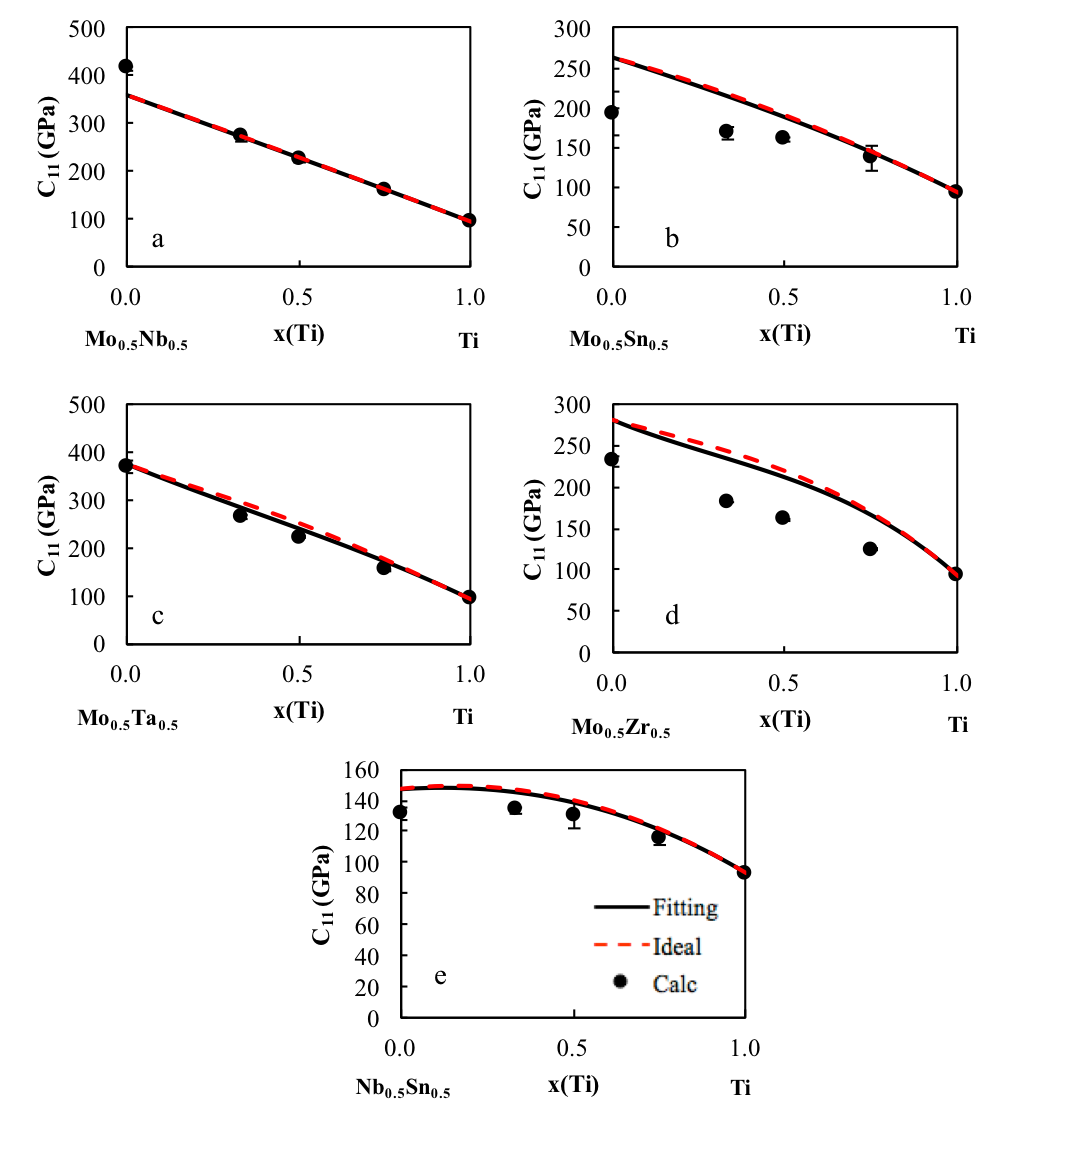 500
400
300
200
100
0
C₁₁ (GPa)
a
0.0 0.5 1.0
Mo₀.₅Nb₀.₅ x(Ti) Ti
300
250
200
150
100
50
0
C₁₁ (GPa)
b
0.0 0.5 1.0
Mo₀.₅Sn₀.₅ x(Ti) Ti
500
400
300
200
100
0
C₁₁ (GPa)
c
0.0 0.5 1.0
Mo₀.₅Ta₀.₅ x(Ti) Ti
300
250
200
150
100
50
0
C₁₁ (GPa)
d
0.0 0.5 1.0
Mo₀.₅Zr₀.₅ x(Ti) Ti
160
140
120
100
80
60
40
20
0
C₁₁ (GPa)
e
Fitting
Ideal
Calc
0.0 0.5 1.0
Nb₀.₅Sn₀.₅ x(Ti) Ti